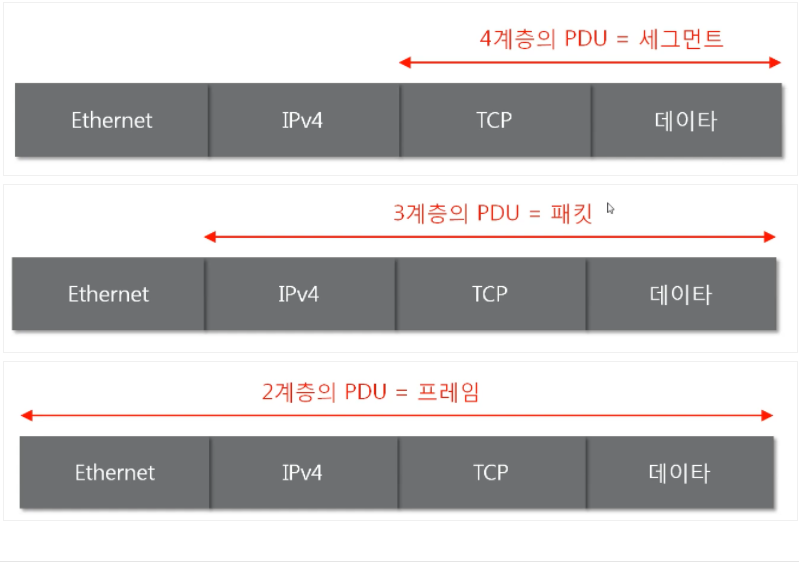 4계층의 PDU = 세그먼트
Ethernet IPv4 TCP 데이타
3계층의 PDU = 패킷
Ethernet IPv4 TCP 데이타
2계층의 PDU = 프레임
Ethernet IPv4 TCP 데이타